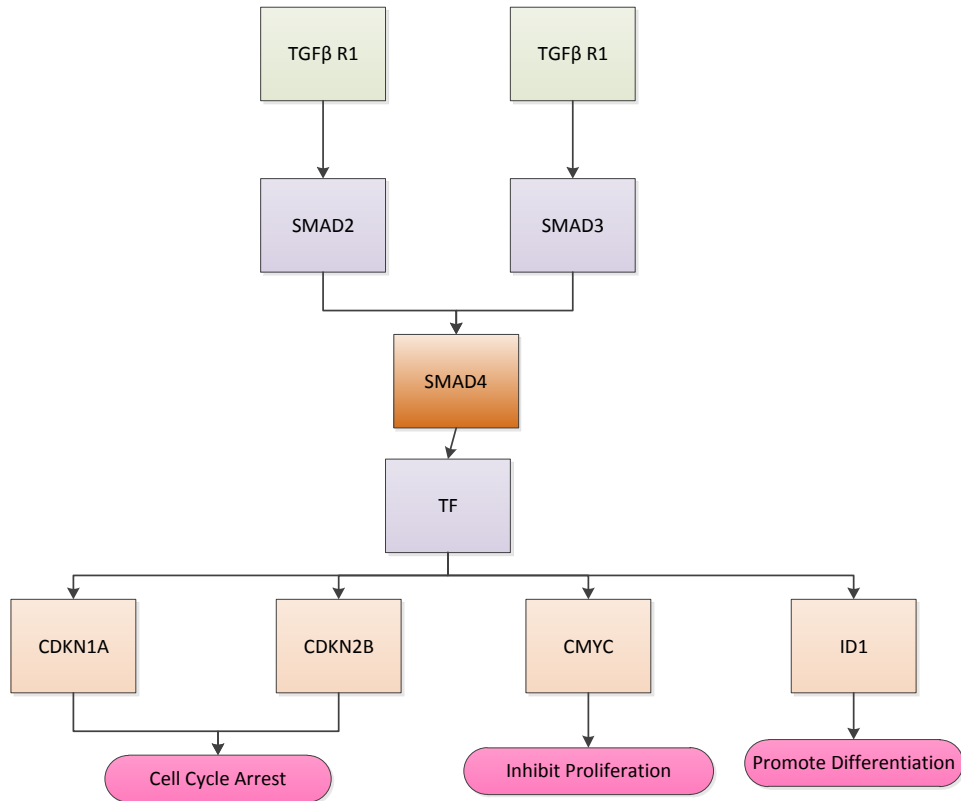 TGFβ R1
TGFβ R1
SMAD2
SMAD3
SMAD4
TF
CDKN1A
CDKN2B
CMYC
ID1
Cell Cycle Arrest
Inhibit Proliferation
Promote Differentiation